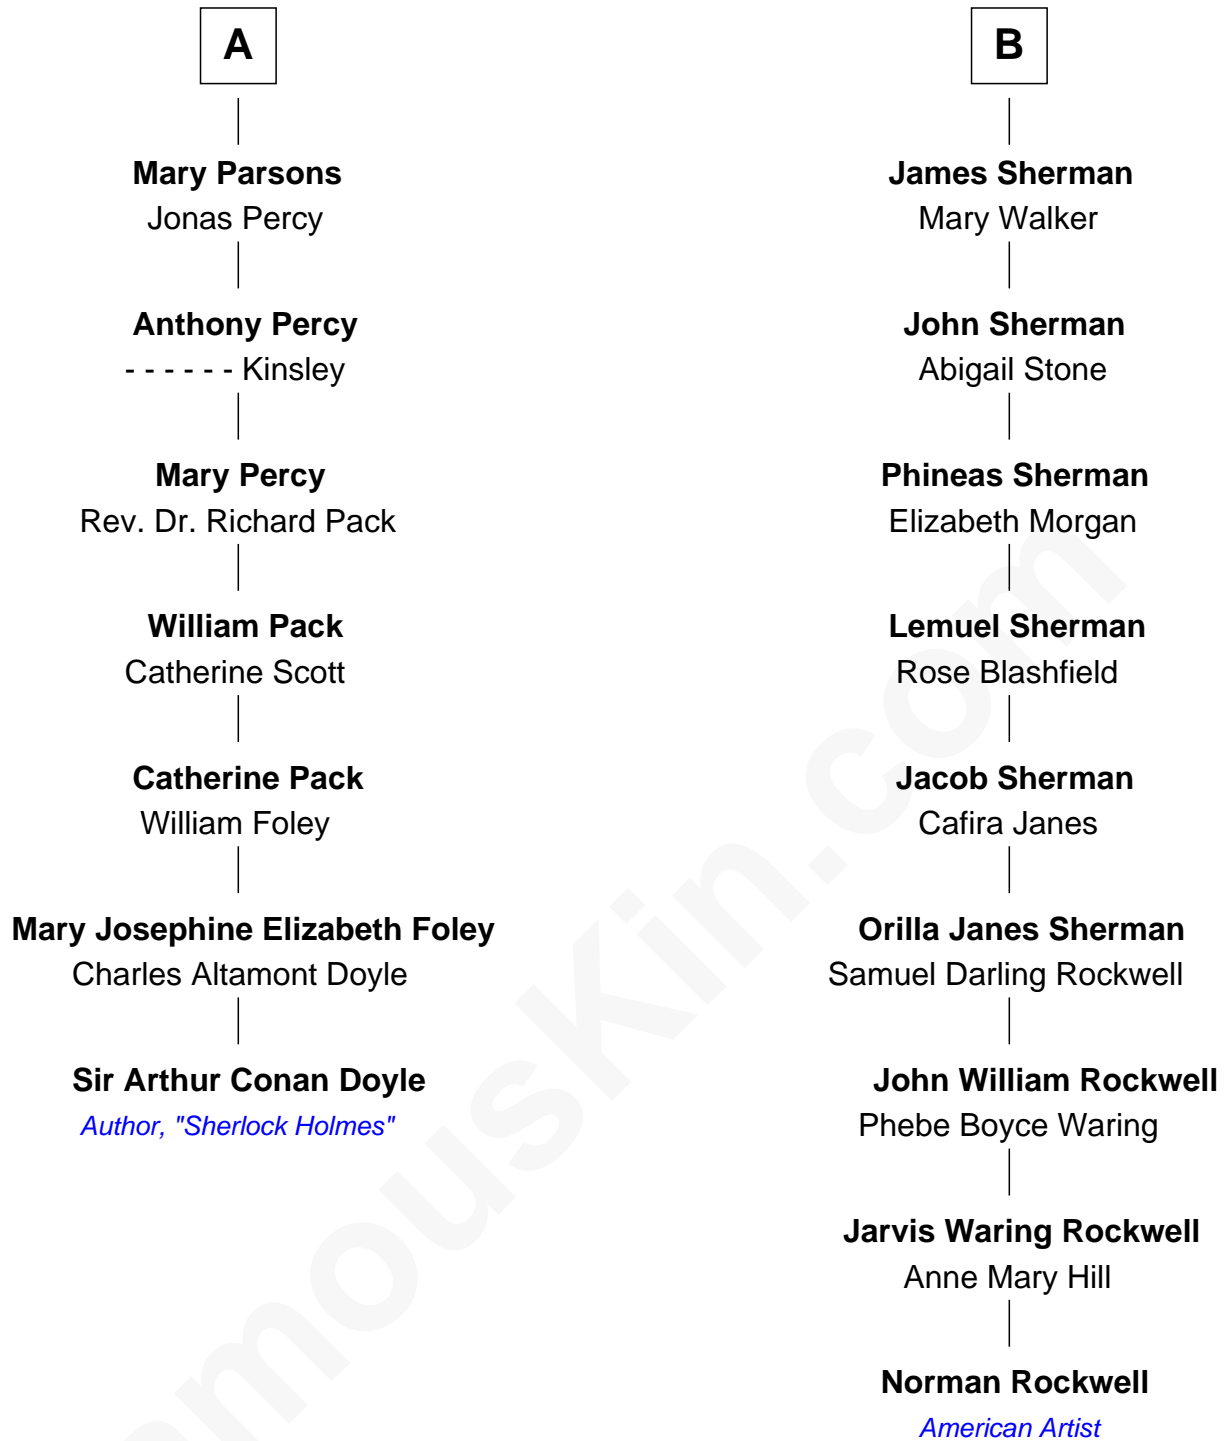 A
Mary Parsons
Jonas Percy
Anthony Percy
- - - - - - Kinsley
Mary Percy
Rev. Dr. Richard Pack
William Pack
Catherine Scott
Catherine Pack
William Foley
Mary Josephine Elizabeth Foley
Charles Altamont Doyle
Sir Arthur Conan Doyle
Author, "Sherlock Holmes"
B
James Sherman
Mary Walker
John Sherman
Abigail Stone
Phineas Sherman
Elizabeth Morgan
Lemuel Sherman
Rose Blashfield
Jacob Sherman
Cafira Janes
Orilla Janes Sherman
Samuel Darling Rockwell
John William Rockwell
Phebe Boyce Waring
Jarvis Waring Rockwell
Anne Mary Hill
Norman Rockwell
American Artist